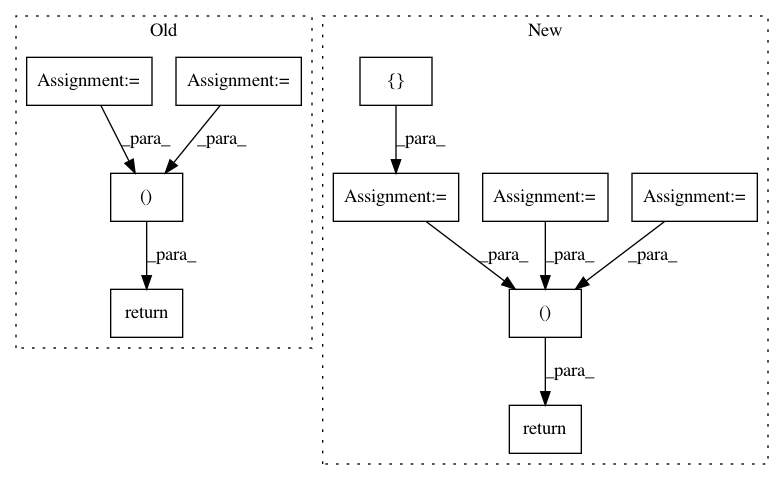 Old
New
Assignment:=
Assignment:=
{}
_para_
_para_
_para_
()
Assignment:=
Assignment:=
Assignment:=
_para_
_para_
_para_
_para_
return
()
_para_
return